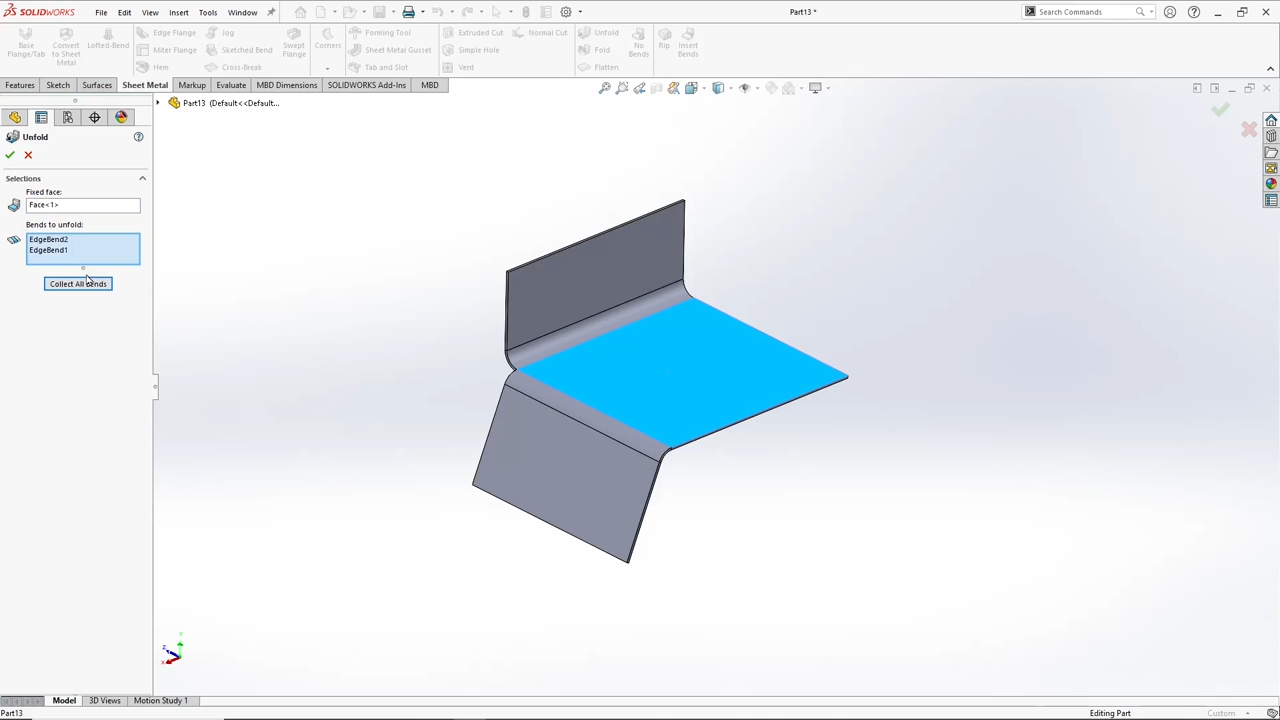 SOLIDWORKS File Edit View Insert Tools Window Part13 * Search Commands
Base Flange/Tab
Convert to Sheet Metal
Lofted-Bend
Edge Flange
Miter Flange
Hem
Jog
Sketched Bend
Cross-Break
Swept Flange
Corners
Forming Tool
Sheet Metal Gusset
Tab and Slot
Extruded Cut
Simple Hole
Vent
Normal Cut
Unfold
Fold
Flatten
No Bends
Rip
Insert Bends
Features Sketch Surfaces Sheet Metal Markup Evaluate MBD Dimensions SOLIDWORKS Add-Ins MBD
Part13 (Default<<Default...
Unfold
Selections
Fixed face:
Face<1>
Bends to unfold:
EdgeBend2
EdgeBend1
Collect All Bends
Model 3D Views Motion Study 1
Part13 Editing Part Custom